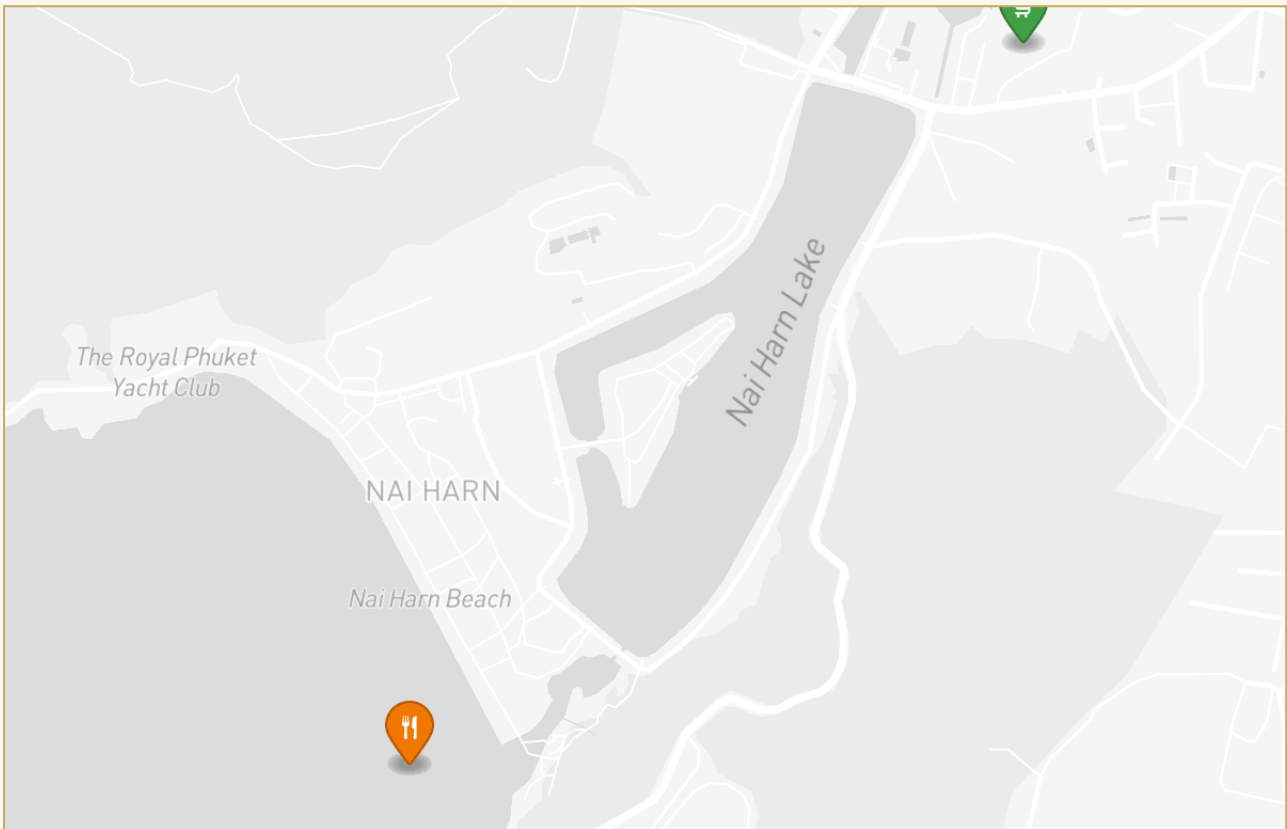 Nai Harn Lake
The Royal Phuket
Yacht Club
NAI HARN
Nai Harn Beach